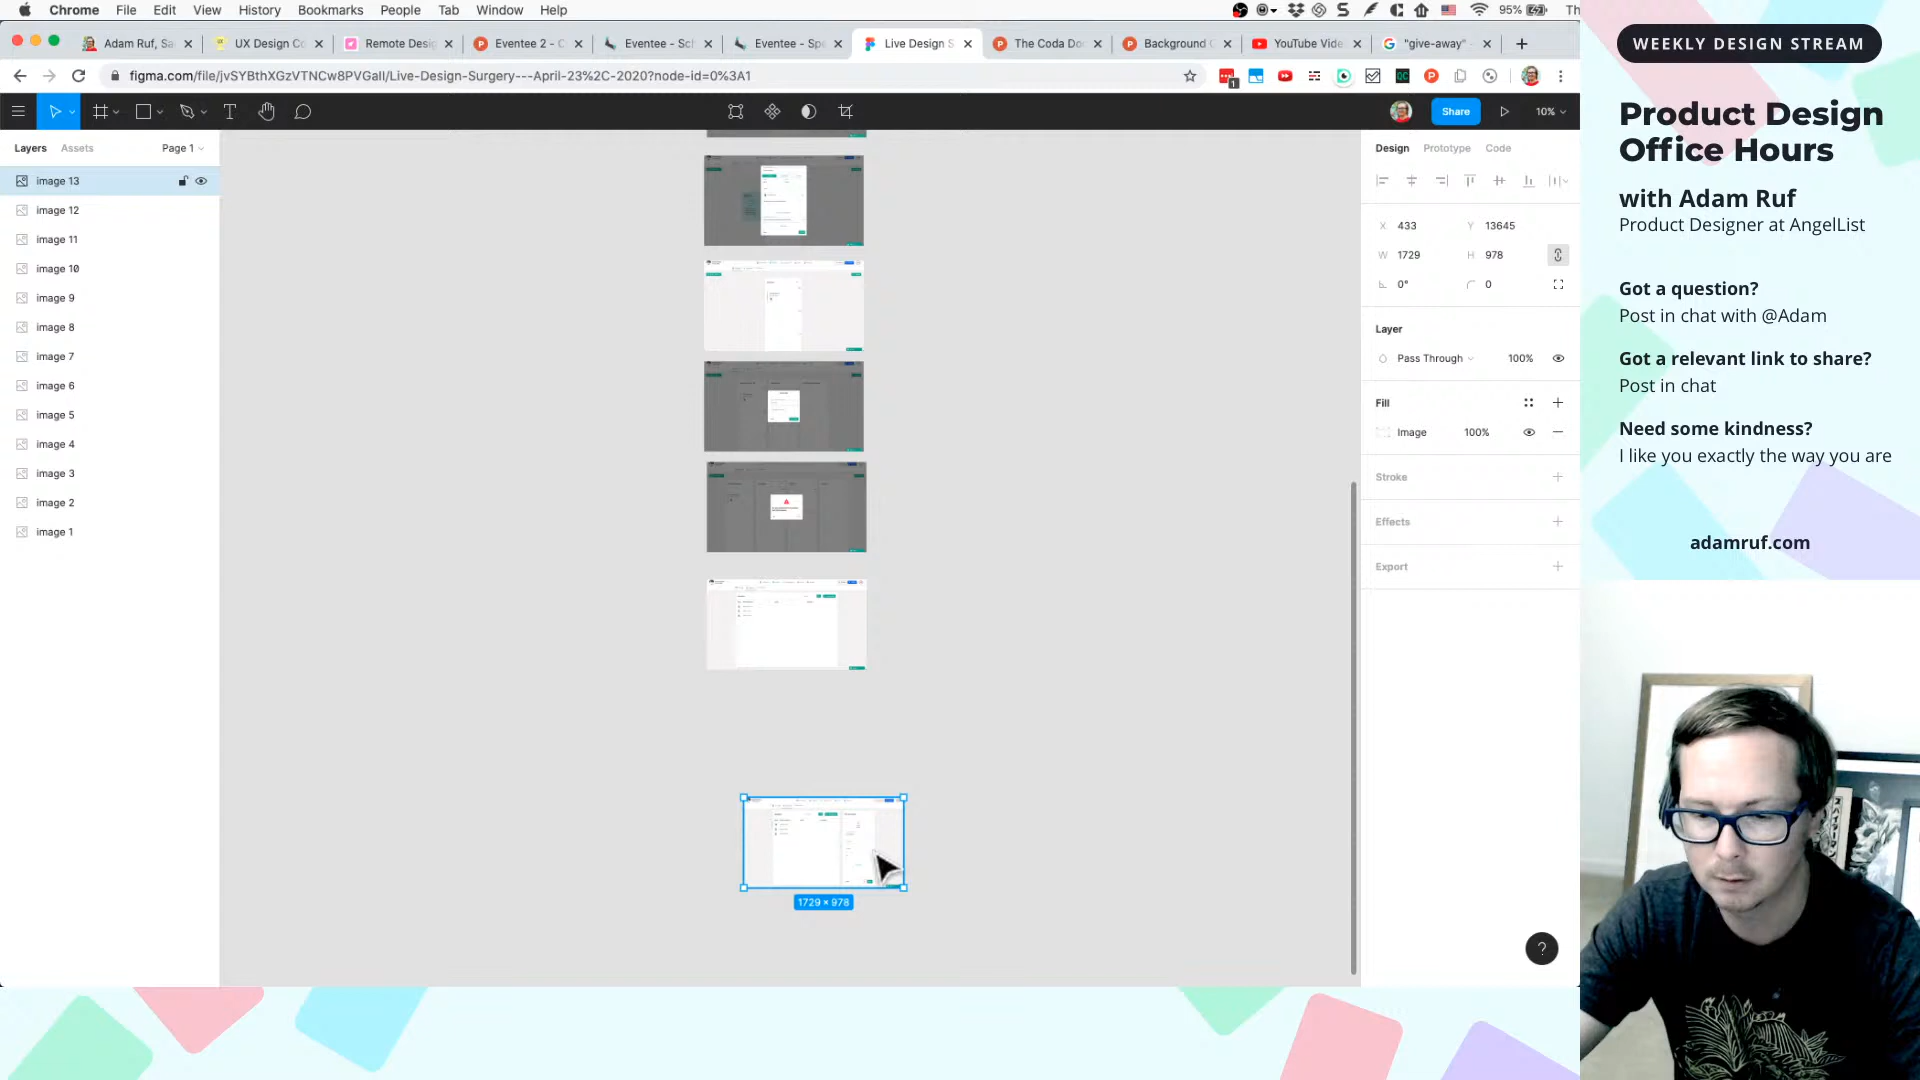 Chrome File Edit View History Bookmarks People Tab Window Help
95%
Th
Adam Ruf, Sa
UX Design Co
Remote Desig
Eventee 2 - C
Eventee - Sch
Eventee - Spe
Live Design S
The Coda Do
Background
YouTube Vide
"give-away"
figma.com/file/jvSYBthXGzVTNCw8PVGaII/Live-Design-Surgery---April-23%2C-2020?node-id=0%3A1
Share
10%
Layers
Assets
Page 1
image 13
image 12
image 11
image 10
image 9
image 8
image 7
image 6
image 5
image 4
image 3
image 2
image 1
1729 × 978
Design
Prototype
Code
X 433
Y 13645
W 1729
H 978
0°
0
Layer
Pass Through
100%
Fill
Image
100%
Stroke
Effects
Export
?
WEEKLY DESIGN STREAM
Product Design
Office Hours
with Adam Ruf
Product Designer at AngelList
Got a question?
Post in chat with @Adam
Got a relevant link to share?
Post in chat
Need some kindness?
I like you exactly the way you are
adamruf.com